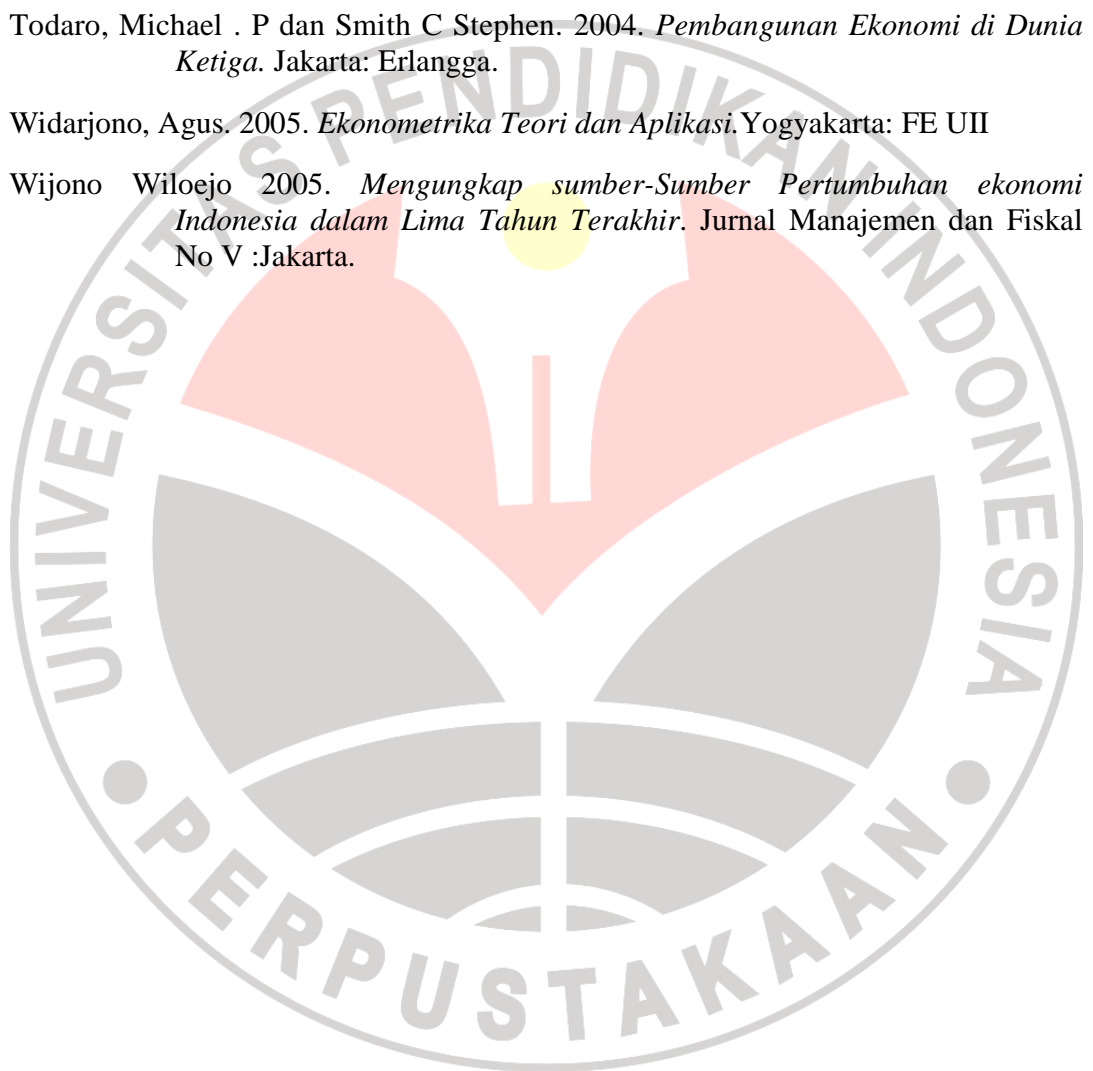 Todaro, Michael . P dan Smith C Stephen. 2004. Pembangunan Ekonomi di Dunia
Ketiga. Jakarta: Erlangga.
Widarjono, Agus. 2005. Ekonometrika Teori dan Aplikasi.Yogyakarta: FE UII
Wijono Wiloejo 2005. Mengungkap sumber-Sumber Pertumbuhan ekonomi
Indonesia dalam Lima Tahun Terakhir. Jurnal Manajemen dan Fiskal
No V :Jakarta.
UNIVERSITAS PENDIDIKAN INDONESIA
PERPUSTAKAAN